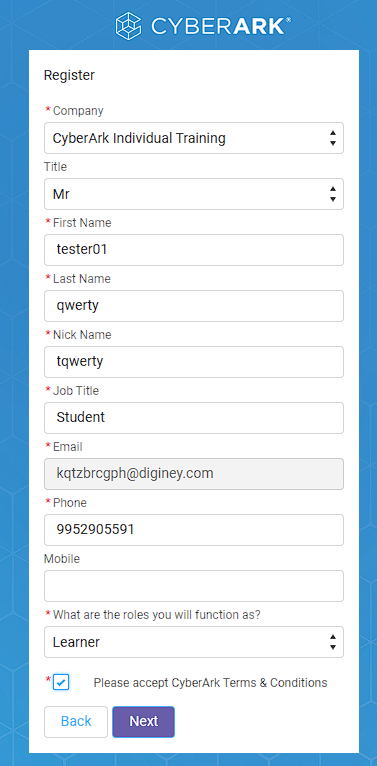 CYBERARK®
Register
* Company
CyberArk Individual Training
Title
Mr
* First Name
tester01
* Last Name
qwerty
* Nick Name
tqwerty
* Job Title
Student
* Email
kqtzbrcgph@diginey.com
* Phone
9952905591
Mobile
* What are the roles you will function as?
Learner
* Please accept CyberArk Terms & Conditions
Back Next